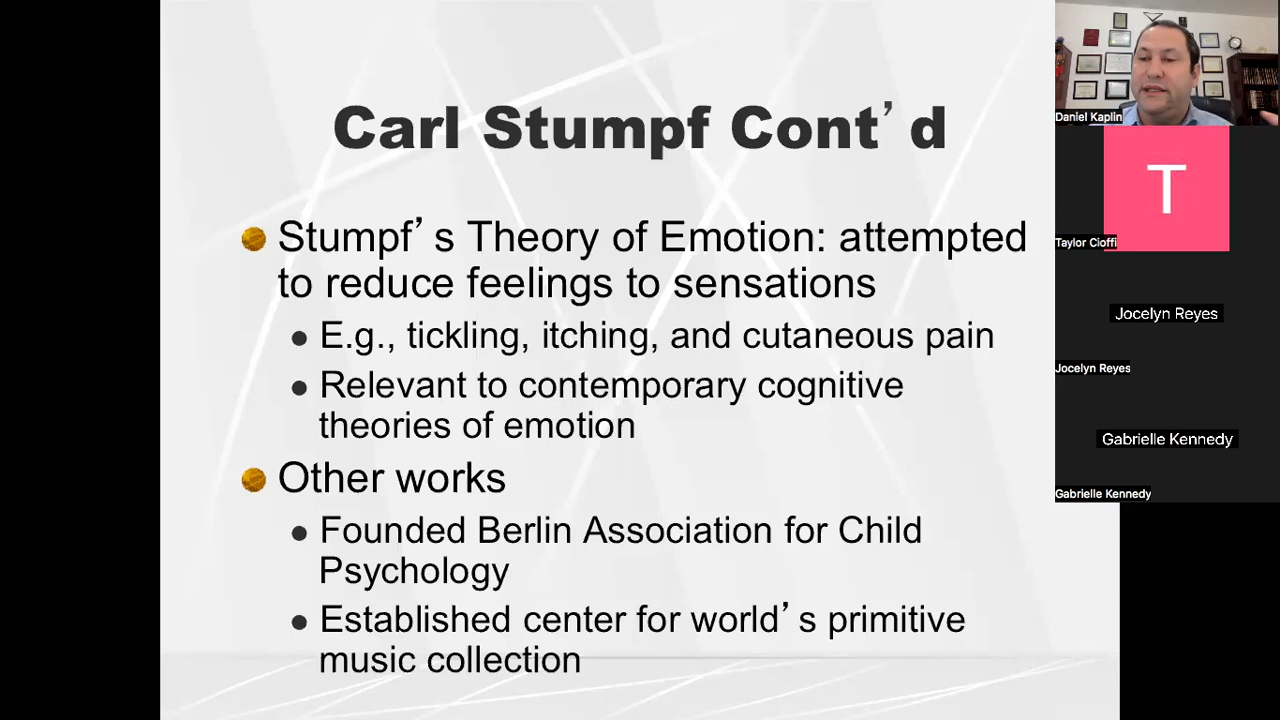 Carl Stumpf Cont’d
Stumpf’s Theory of Emotion: attempted
to reduce feelings to sensations
E.g., tickling, itching, and cutaneous pain
Relevant to contemporary cognitive
theories of emotion
Other works
Founded Berlin Association for Child
Psychology
Established center for world’s primitive
music collection
Daniel Kaplin
T
Taylor Cioffi
Jocelyn Reyes
Jocelyn Reyes
Gabrielle Kennedy
Gabrielle Kennedy